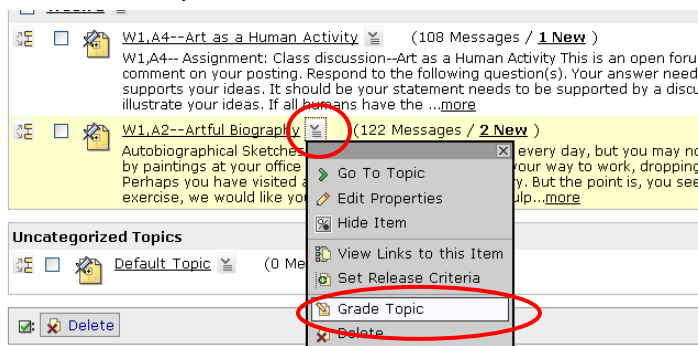 W1,A4--Art as a Human Activity (108 Messages / 1 New )
W1,A4-- Assignment: Class discussion--Art as a Human Activity This is an open foru
comment on your posting. Respond to the following question(s). Your answer need
supports your ideas. It should be your statement needs to be supported by a discu
illustrate your ideas. If all humans have the ...more
W1,A2--Artful Biography (122 Messages / 2 New )
Autobiographical Sketches every day, but you may no
by paintings at your office your way to work, dropping
Perhaps you have visited y. But the point is, you see
exercise, we would like yo ulp...more
Go To Topic
Edit Properties
Hide Item
View Links to this Item
Set Release Criteria
Grade Topic
Delete
Uncategorized Topics
Default Topic (0 Me
Delete